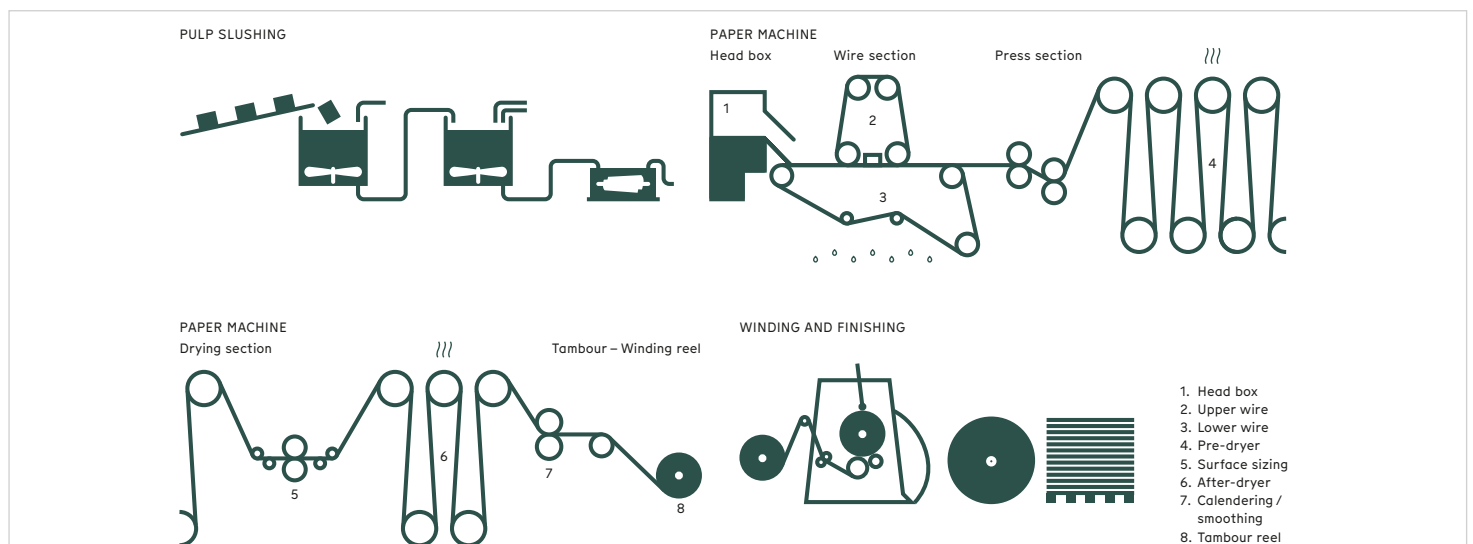 PULP SLUSHING
PAPER MACHINE
Head box
Wire section
Press section
1
2
3
4
PAPER MACHINE
Drying section
Tambour – Winding reel
5
6
7
8
WINDING AND FINISHING
1. Head box
2. Upper wire
3. Lower wire
4. Pre-dryer
5. Surface sizing
6. After-dryer
7. Calendering /
smoothing
8. Tambour reel